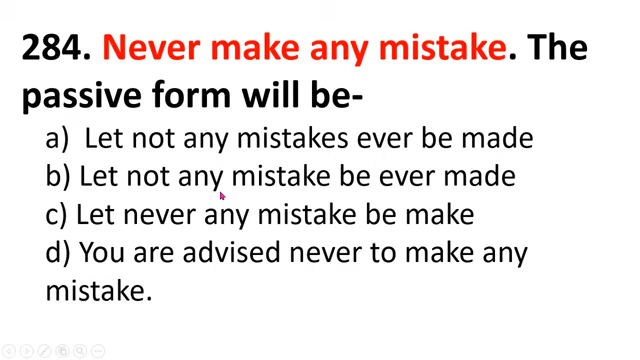 284. Never make any mistake. The
passive form will be-
a) Let not any mistakes ever be made
b) Let not any mistake be ever made
c) Let never any mistake be make
d) You are advised never to make any
mistake.